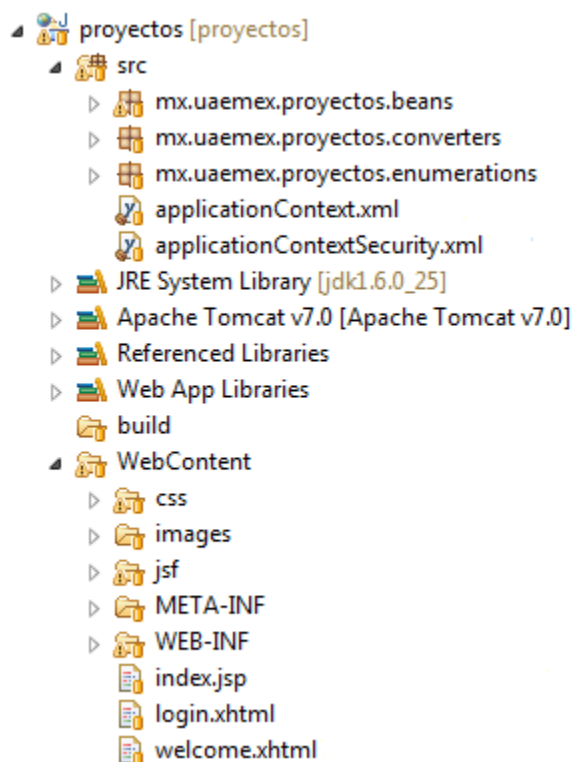 proyectos [proyectos]
src
mx.uaemex.proyectos.beans
mx.uaemex.proyectos.converters
mx.uaemex.proyectos.enumerations
applicationContext.xml
applicationContextSecurity.xml
JRE System Library [jdk1.6.0_25]
Apache Tomcat v7.0 [Apache Tomcat v7.0]
Referenced Libraries
Web App Libraries
build
WebContent
css
images
jsf
META-INF
WEB-INF
index.jsp
login.xhtml
welcome.xhtml